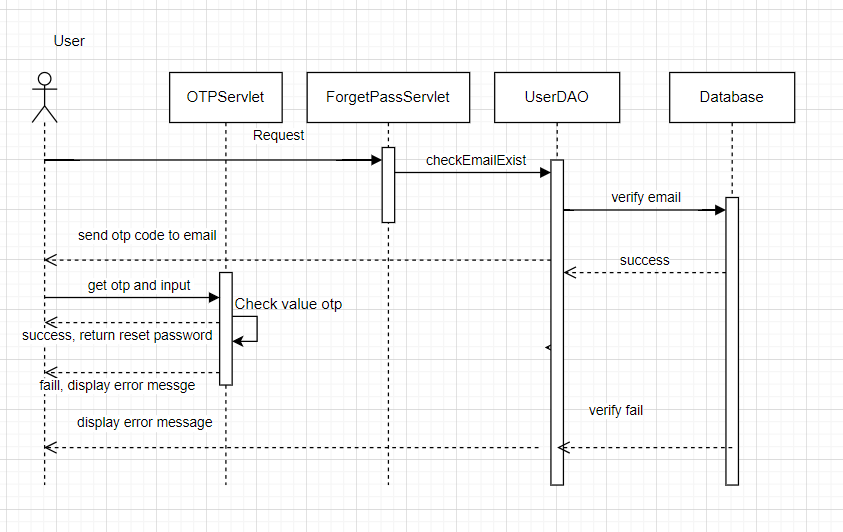 User
OTPServlet
ForgetPassServlet
UserDAO
Database
Request
checkEmailExist
verify email
send otp code to email
success
get otp and input
Check value otp
success, return reset password
faill, display error messge
verify fail
display error message